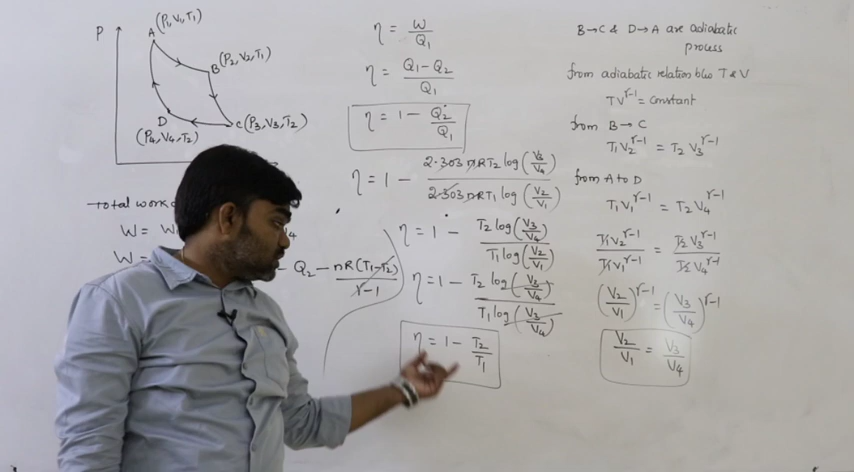 P
A (P₁, V₁, T₁)
B (P₂, V₂, T₁)
C (P₃, V₃, T₂)
D
(P₄, V₄, T₂)
Total work
W = W
W =
- Q₂ - nR(T₁-T₂)/r-1
η = W/Q₁
η = Q₁-Q₂/Q₁
η = 1 - Q₂/Q₁
η = 1 - 2.303 nRT₂ log(V₃/V₄)/2.303 nRT₁ log(V₂/V₁)
η = 1 - T₂ log(V₃/V₄)/T₁ log(V₂/V₁)
η = 1 - T₂ log(V₃/V₄)/T₁ log(V₃/V₄)
η = 1 - T₂/T₁
B→C & D→A are adiabatic
process
from adiabatic relation b/w T & V
TV^r-1 = constant
from B→C
T₁V₂^r-1 = T₂V₃^r-1
from A to D
T₁V₁^r-1 = T₂V₄^r-1
T₁V₂^r-1/T₁V₁^r-1 = T₂V₃^r-1/T₂V₄^r-1
(V₂/V₁)^r-1 = (V₃/V₄)^r-1
V₂/V₁ = V₃/V₄